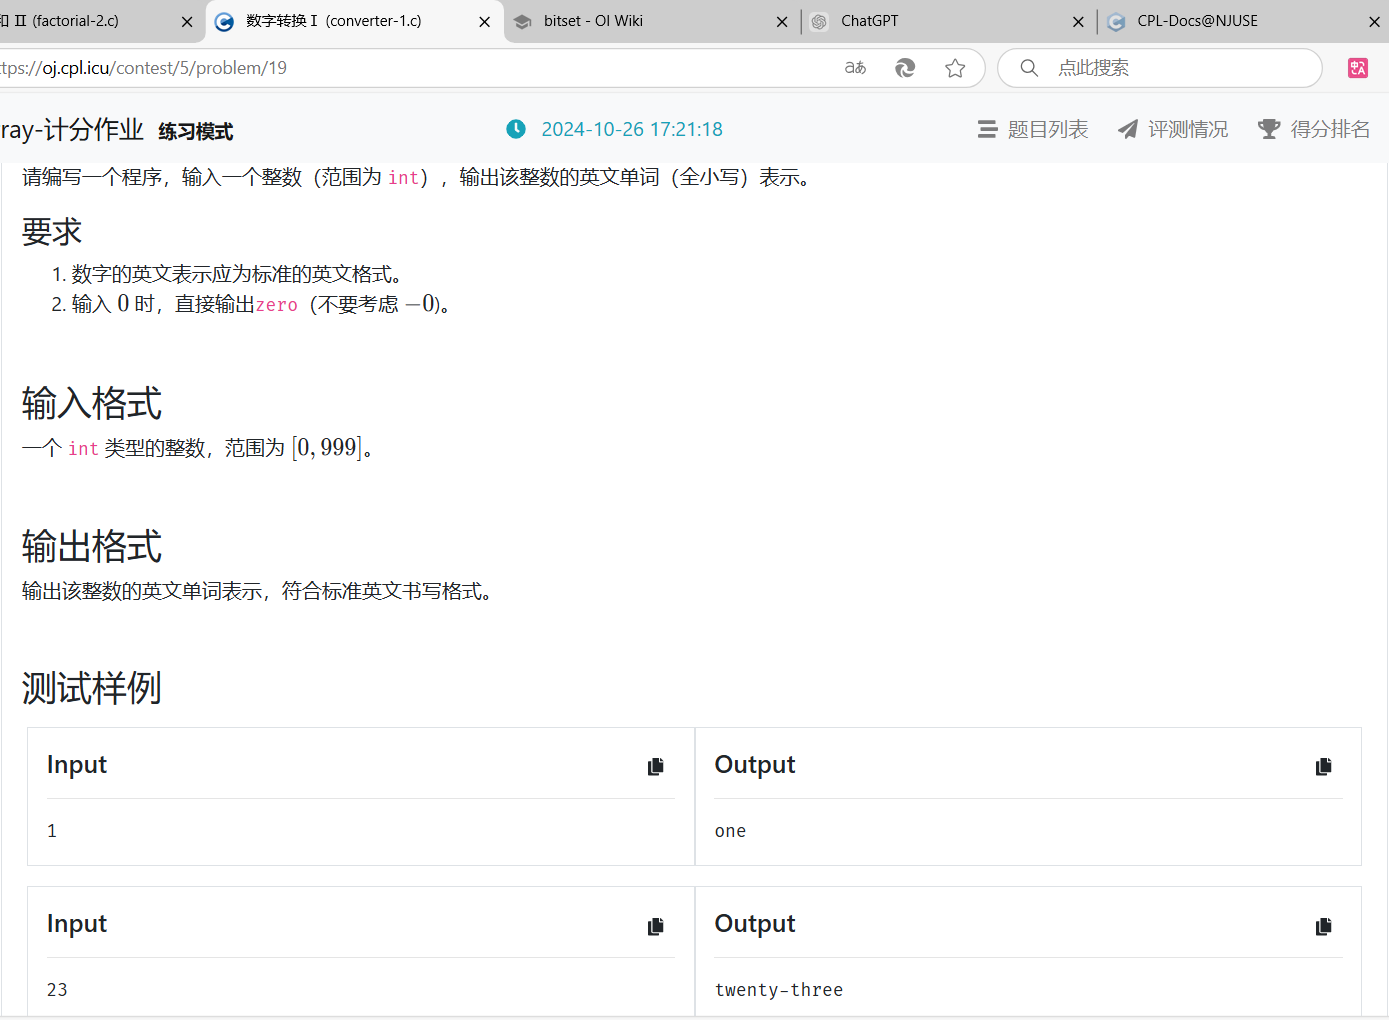 和 II (factorial-2.c)
数字转换 I (converter-1.c)
bitset - OI Wiki
ChatGPT
CPL-Docs@NJUSE
ttps://oj.cpl.icu/contest/5/problem/19
aあ
点此搜索
ray-计分作业 练习模式
2024-10-26 17:21:18
题目列表
评测情况
得分排名
请编写一个程序，输入一个整数（范围为 int），输出该整数的英文单词（全小写）表示。
要求
1. 数字的英文表示应为标准的英文格式。
2. 输入 0 时，直接输出zero（不要考虑 −0)。
输入格式
一个 int 类型的整数，范围为 [0, 999]。
输出格式
输出该整数的英文单词表示，符合标准英文书写格式。
测试样例
Input
Output
1
one
Input
Output
23
twenty-three